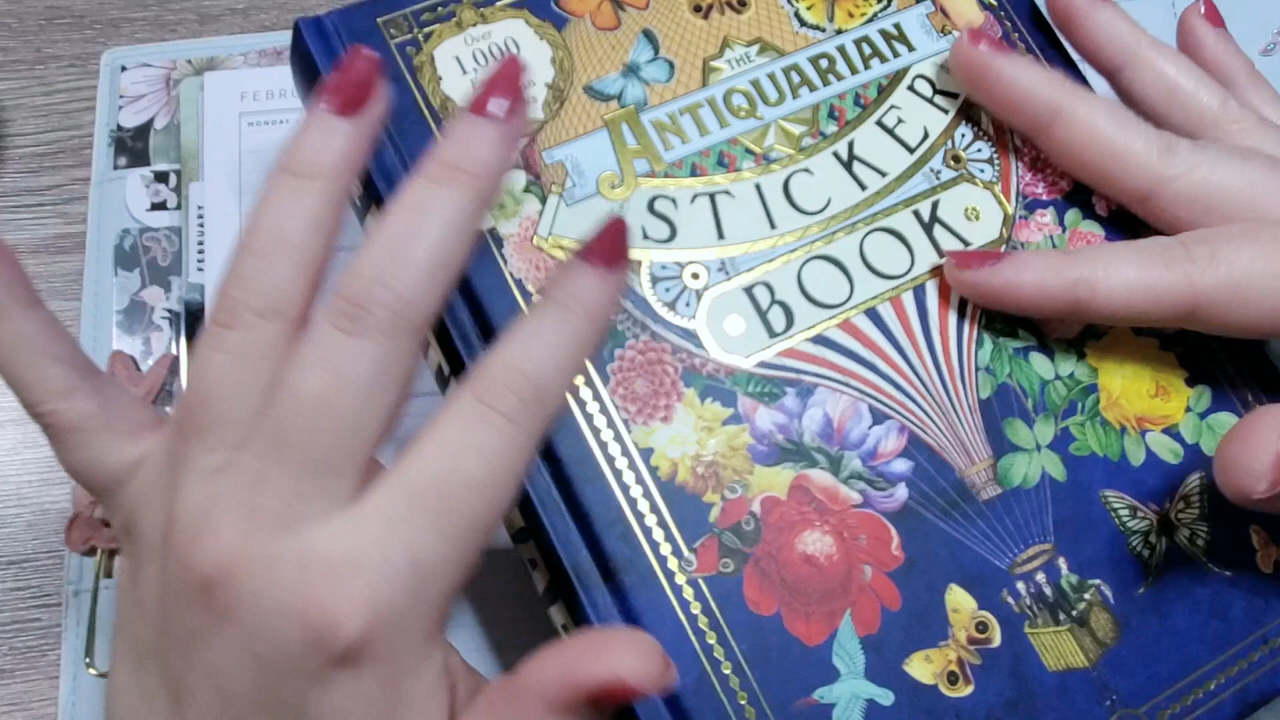 Over
1,000
THE
ANTIQUARIAN
STICKER
BOOK
FEBRU
MONDAY
FEBRUARY